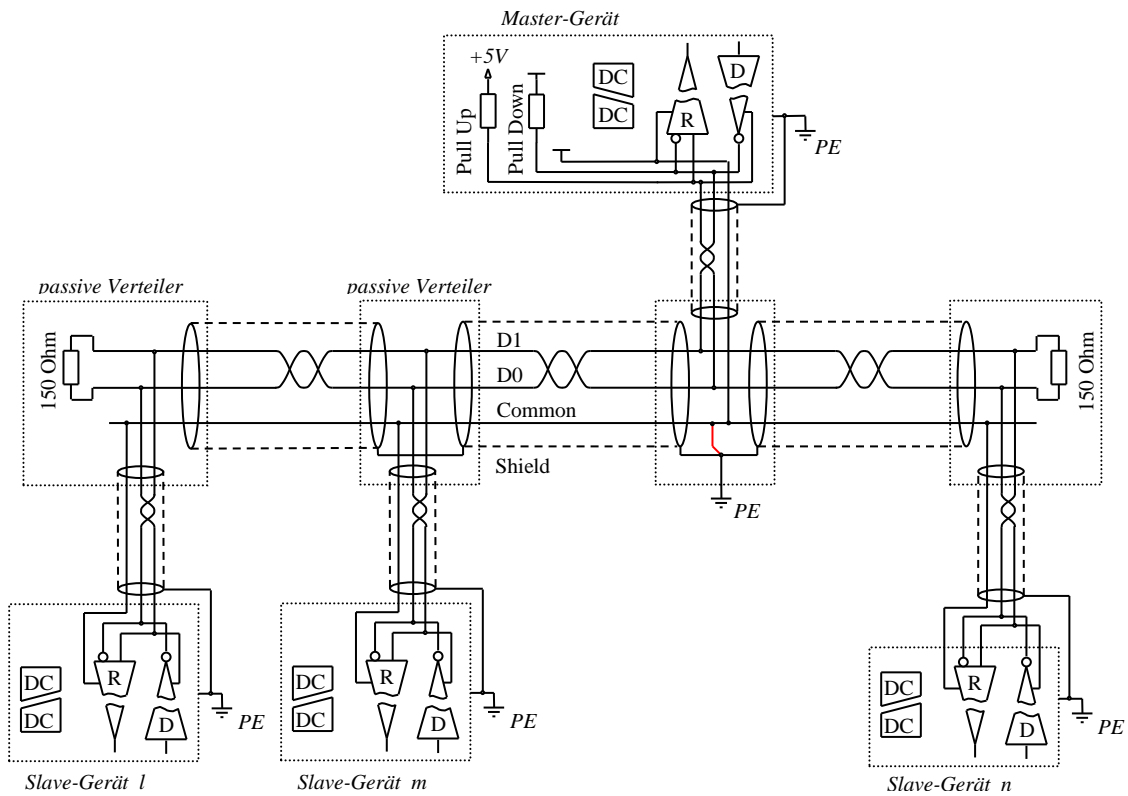 Master-Gerät
+5V
Pull Up
Pull Down
DC
DC
R
D
PE
passive Verteiler
passive Verteiler
150 Ohm
D1
D0
Common
Shield
150 Ohm
PE
DC
DC
R
D
PE
DC
DC
R
D
PE
DC
DC
R
D
PE
Slave-Gerät l
Slave-Gerät m
Slave-Gerät n